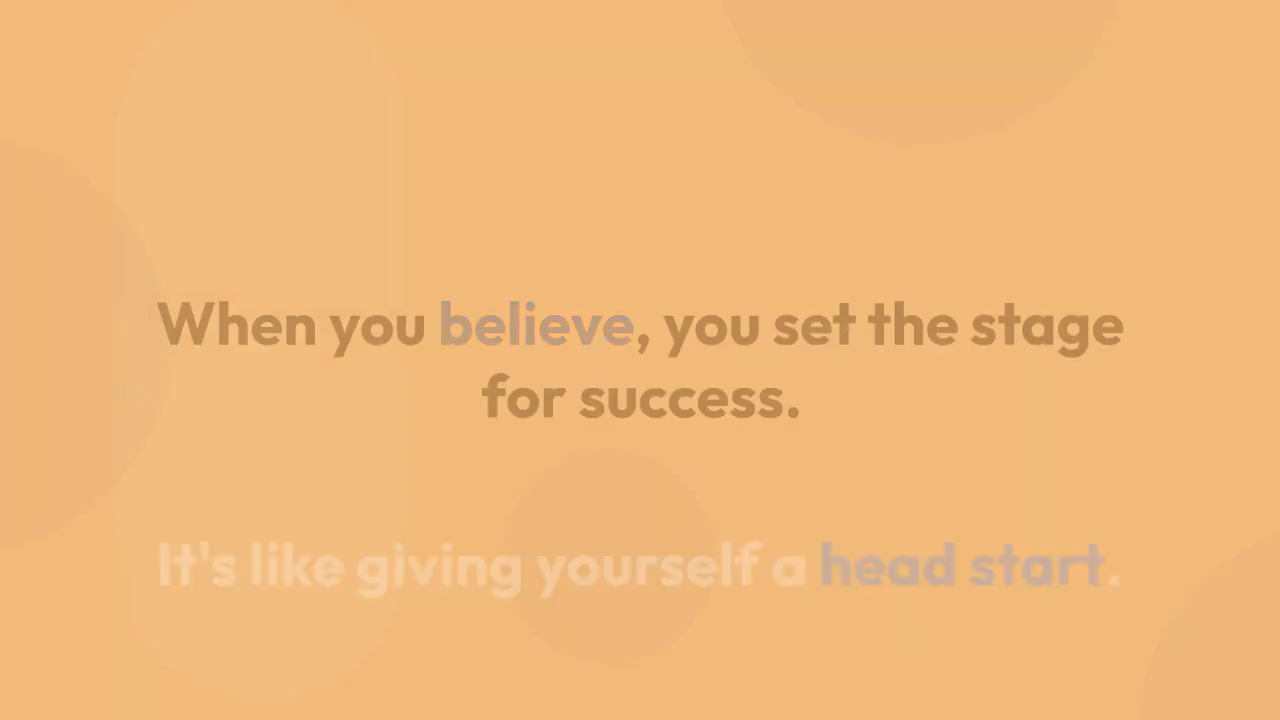 When you believe, you set the stage
for success.
It's like giving yourself a head start.